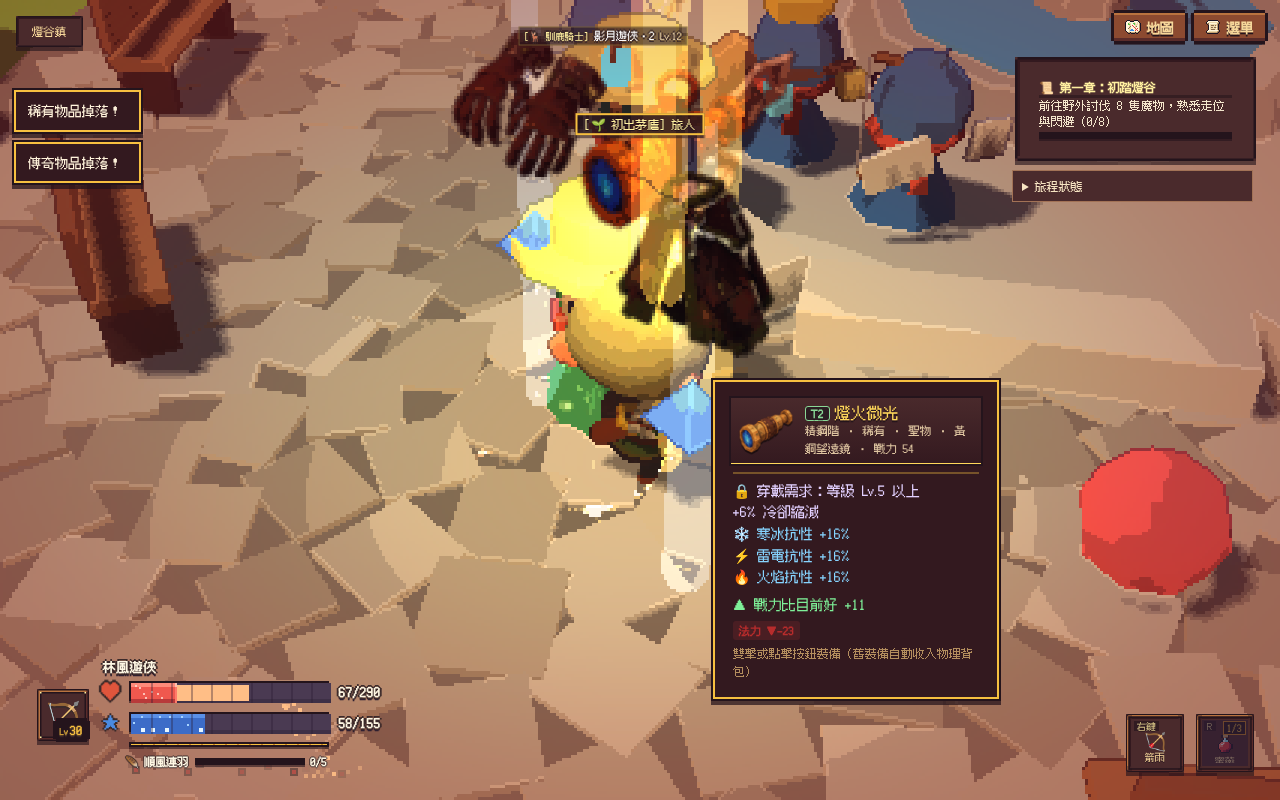 燈谷鎮
[馴鹿騎士] 影月遊俠・2 Lv.12
地圖
選單
第一章：初踏燈谷
前往野外討伐 8 隻魔物，熟悉走位
與閃避 (0/8)
▶ 旅程狀態
稀有物品掉落！
傳奇物品掉落！
[🌱 初出茅廬] 旅人
T2 燈火微光
精鋼階 · 稀有 · 聖物 · 黃
銅望遠鏡 · 戰力 54
🔒 穿戴需求：等級 Lv.5 以上
+6% 冷卻縮減
❄ 寒冰抗性 +16%
⚡ 雷電抗性 +16%
🔥 火焰抗性 +16%
▲ 戰力比目前好 +11
法力 ▼-23
雙擊或點擊按鈕裝備（舊裝備自動收入物理背
包）
林風遊俠
67/290
58/155
Lv30
順風連羽 0/5
右鍵
箭雨
R 1/3